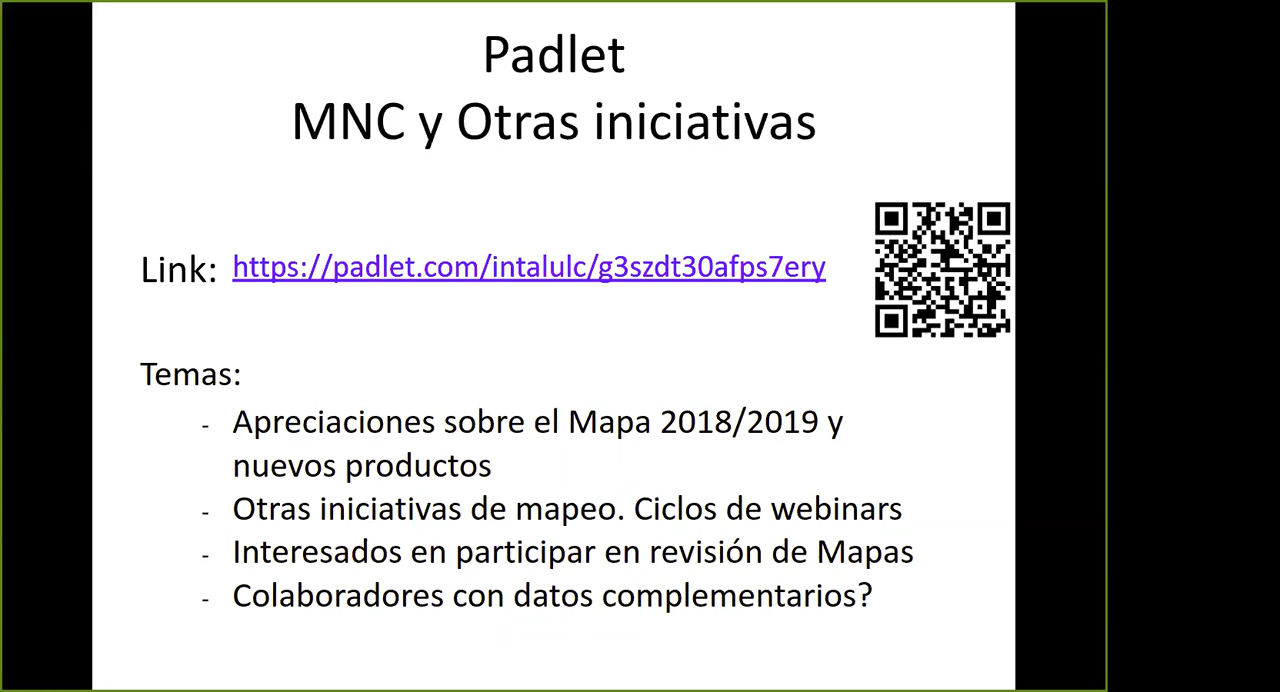 Padlet
MNC y Otras iniciativas
Link: https://padlet.com/intalulc/g3szdt30afps7ery
Temas:
- Apreciaciones sobre el Mapa 2018/2019 y
nuevos productos
- Otras iniciativas de mapeo. Ciclos de webinars
- Interesados en participar en revisión de Mapas
- Colaboradores con datos complementarios?